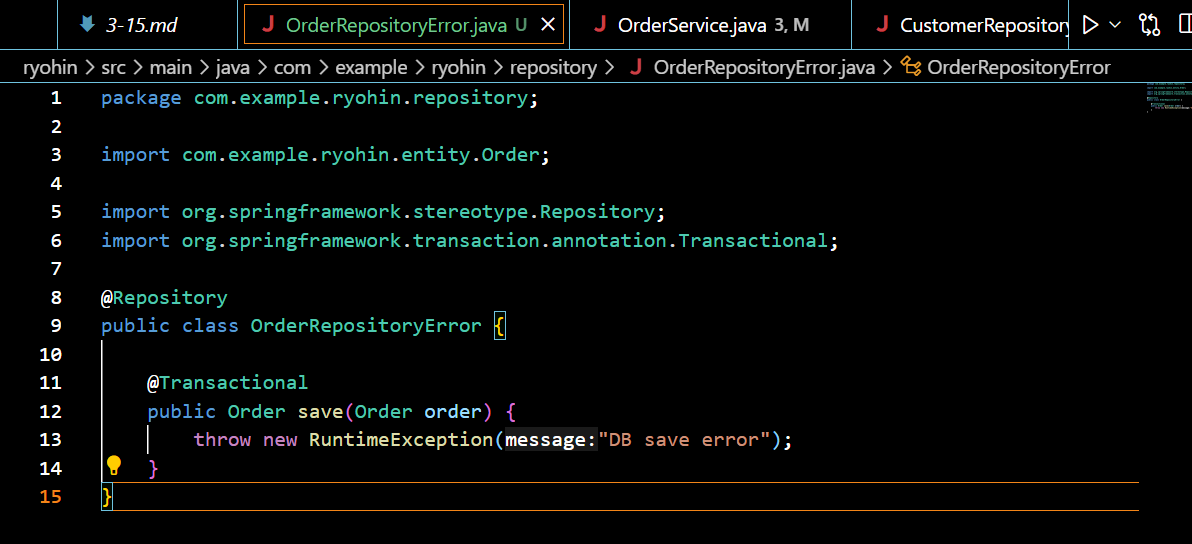 3-15.md
J OrderRepositoryError.java U
J OrderService.java 3, M
J CustomerRepository
ryohin > src > main > java > com > example > ryohin > repository > J OrderRepositoryError.java > OrderRepositoryError
1 package com.example.ryohin.repository;
2
3 import com.example.ryohin.entity.Order;
4
5 import org.springframework.stereotype.Repository;
6 import org.springframework.transaction.annotation.Transactional;
7
8 @Repository
9 public class OrderRepositoryError {
10
11 @Transactional
12 public Order save(Order order) {
13 throw new RuntimeException(message:"DB save error");
14 }
15 }